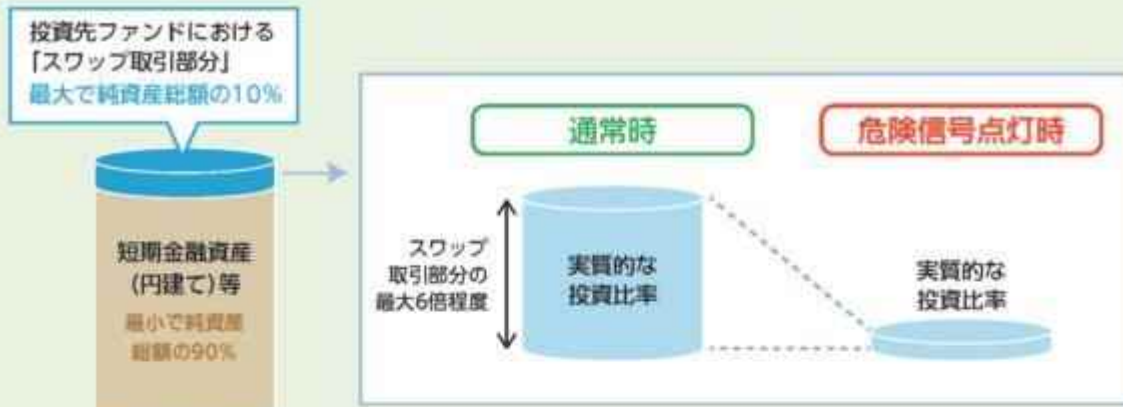 投資先ファンドにおける
「スワップ取引部分」
最大で純資産総額の10%
短期金融資産
(円建て)等
最小で純資産
総額の90%
通常時
危険信号点灯時
スワップ
取引部分の
最大6倍程度
実質的な
投資比率
実質的な
投資比率